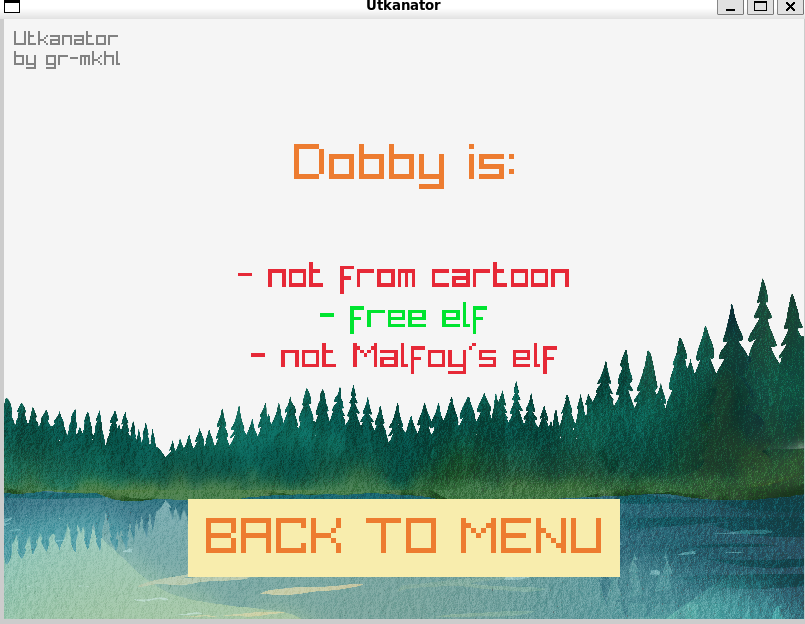 Utkanator
Utkanator
by gr-mkhl
Dobby is:
- not from cartoon
- free elf
- not Malfoy's elf
BACK TO MENU